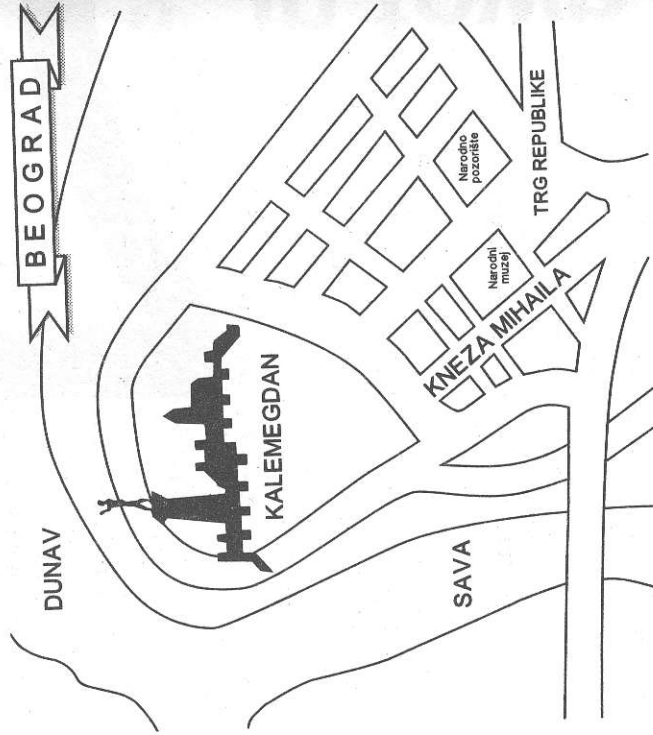 BEOGRAD
DUNAV
KALEMEGDAN
SAVA
KNEZA MIHAILA
Narodni
muzej
Narodno
pozorište
TRG REPUBLIKE